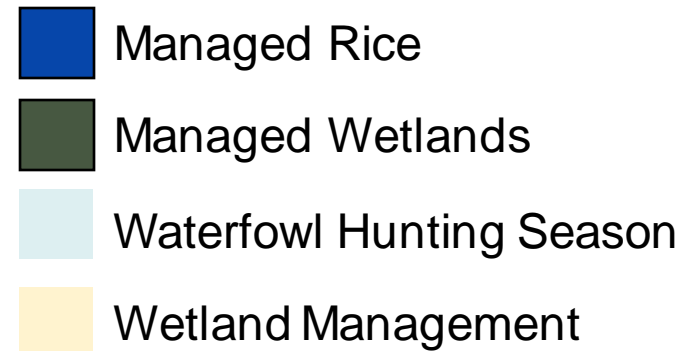 Managed Rice
Managed Wetlands
Waterfowl Hunting Season
Wetland Management